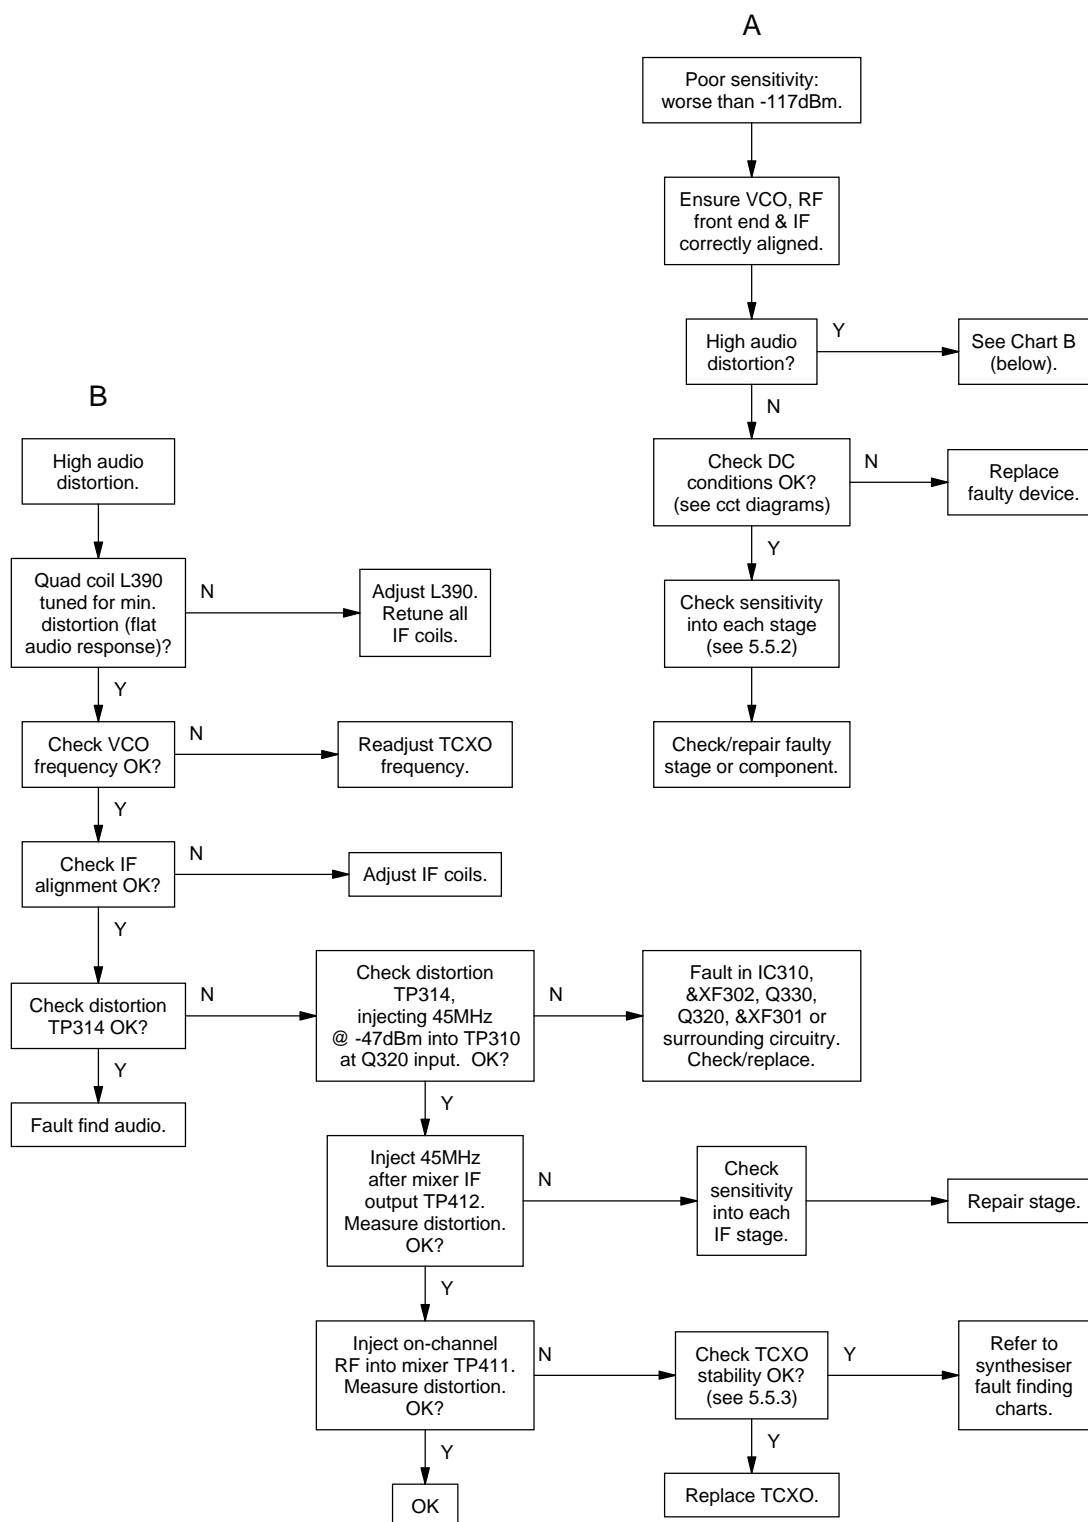 A
Poor sensitivity:
worse than -117dBm.
Ensure VCO, RF
front end & IF
correctly aligned.
High audio
distortion?
Y
See Chart B
(below).
N
Check DC
conditions OK?
(see cct diagrams)
N
Replace
faulty device.
Y
Check sensitivity
into each stage
(see 5.5.2)
Check/repair faulty
stage or component.
B
High audio
distortion.
Quad coil L390
tuned for min.
distortion (flat
audio response)?
N
Adjust L390.
Retune all
IF coils.
Y
Check VCO
frequency OK?
N
Readjust TCXO
frequency.
Y
Check IF
alignment OK?
N
Adjust IF coils.
Y
Check distortion
TP314 OK?
N
Check distortion
TP314,
injecting 45MHz
@ -47dBm into TP310
at Q320 input.  OK?
N
Fault in IC310,
&XF302, Q330,
Q320, &XF301 or
surrounding circuitry.
Check/replace.
Y
Fault find audio.
Y
Inject 45MHz
after mixer IF
output TP412.
Measure distortion.
OK?
N
Check
sensitivity
into each
IF stage.
Repair stage.
Y
Inject on-channel
RF into mixer TP411.
Measure distortion.
OK?
N
Check TCXO
stability OK?
(see 5.5.3)
Y
Refer to
synthesiser
fault finding
charts.
Y
OK
Y
Replace TCXO.